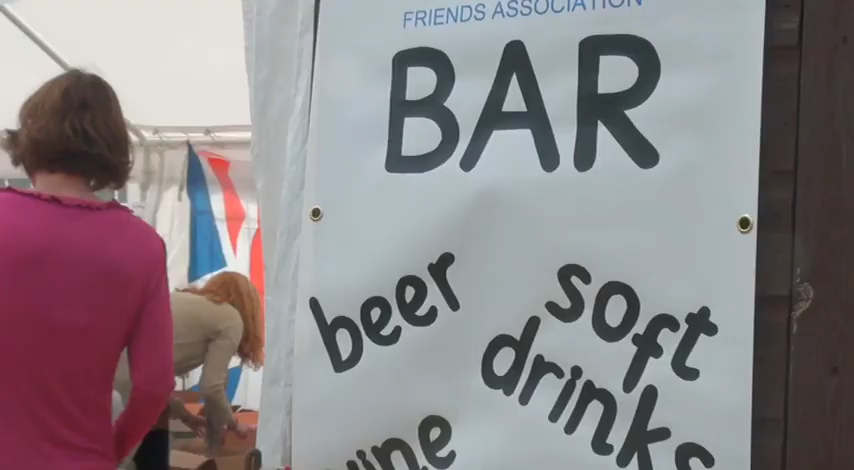 FRIENDS ASSOCIATION
BAR
beer
soft
drinks
wine